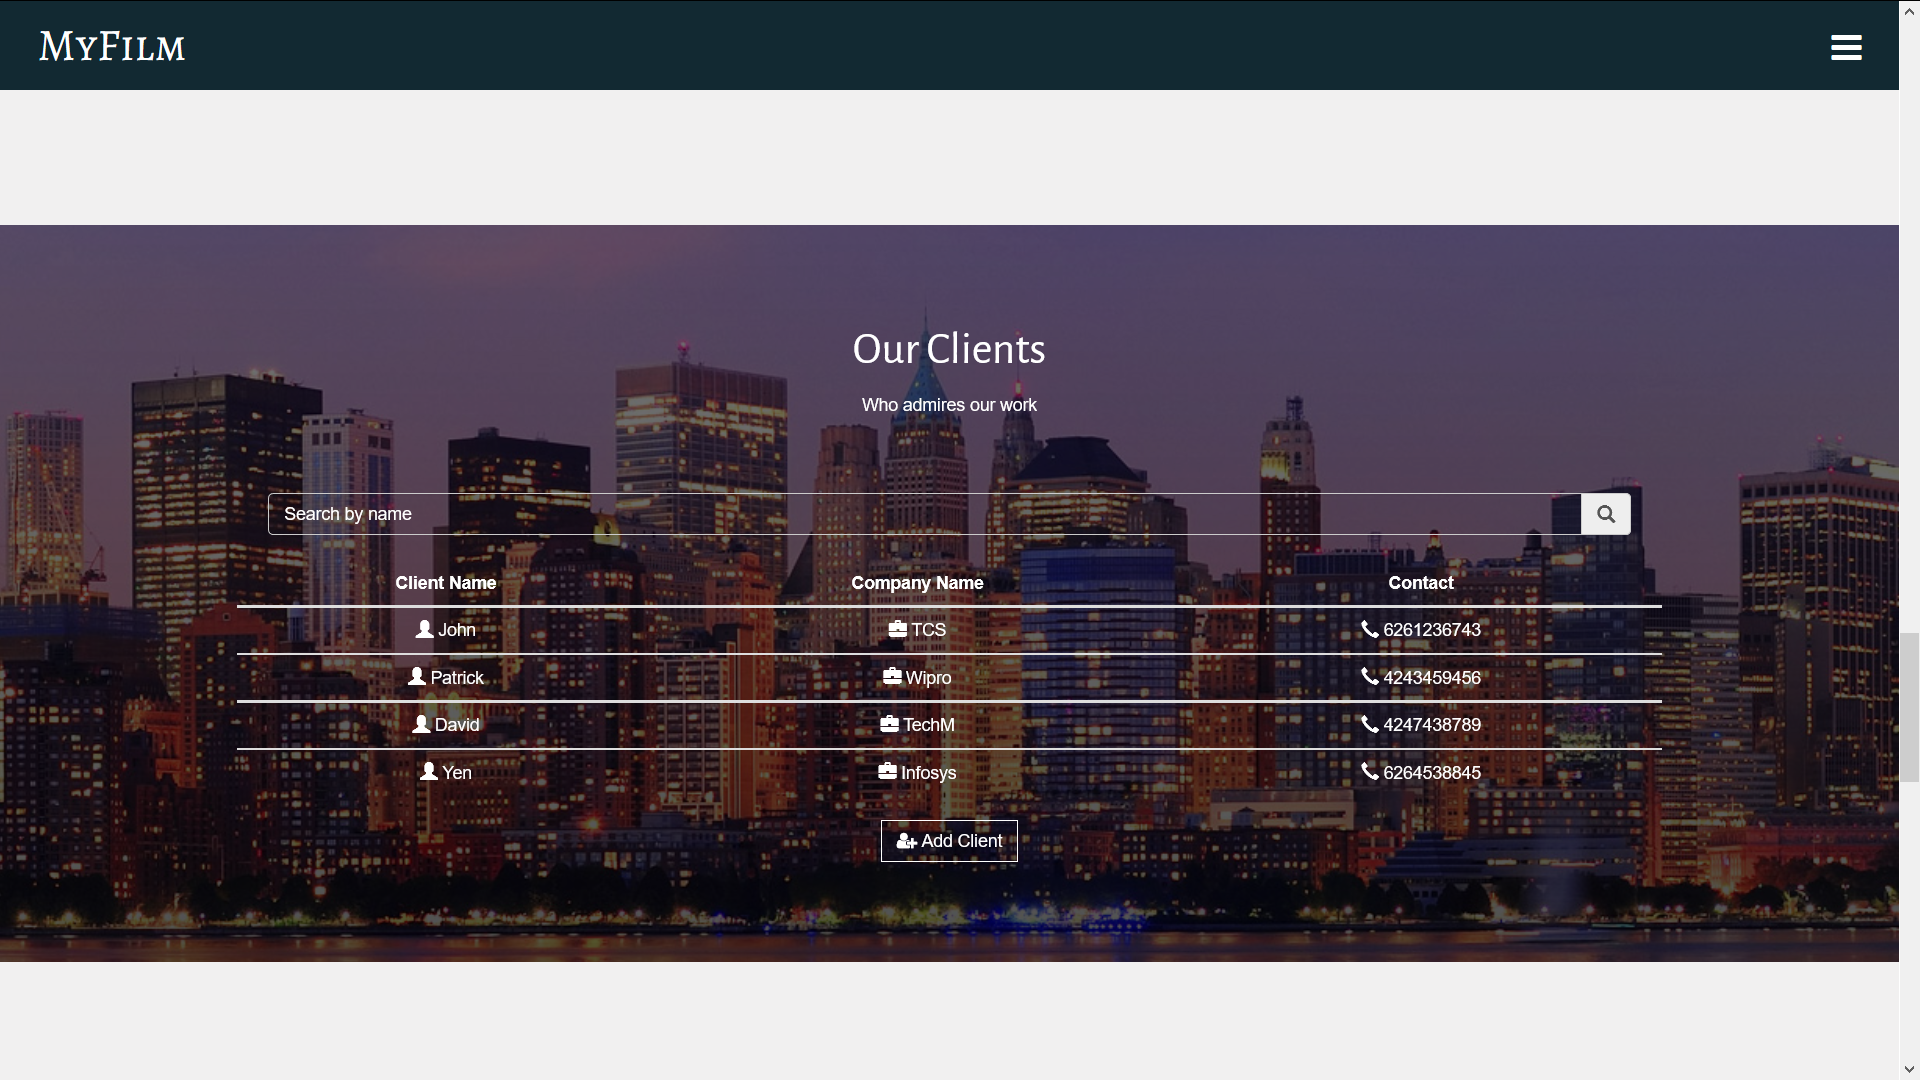 MyFilm
Our Clients
Who admires our work
Search by name
Client Name Company Name Contact
John TCS 6261236743
Patrick Wipro 4243459456
David TechM 4247438789
Yen Infosys 6264538845
Add Client